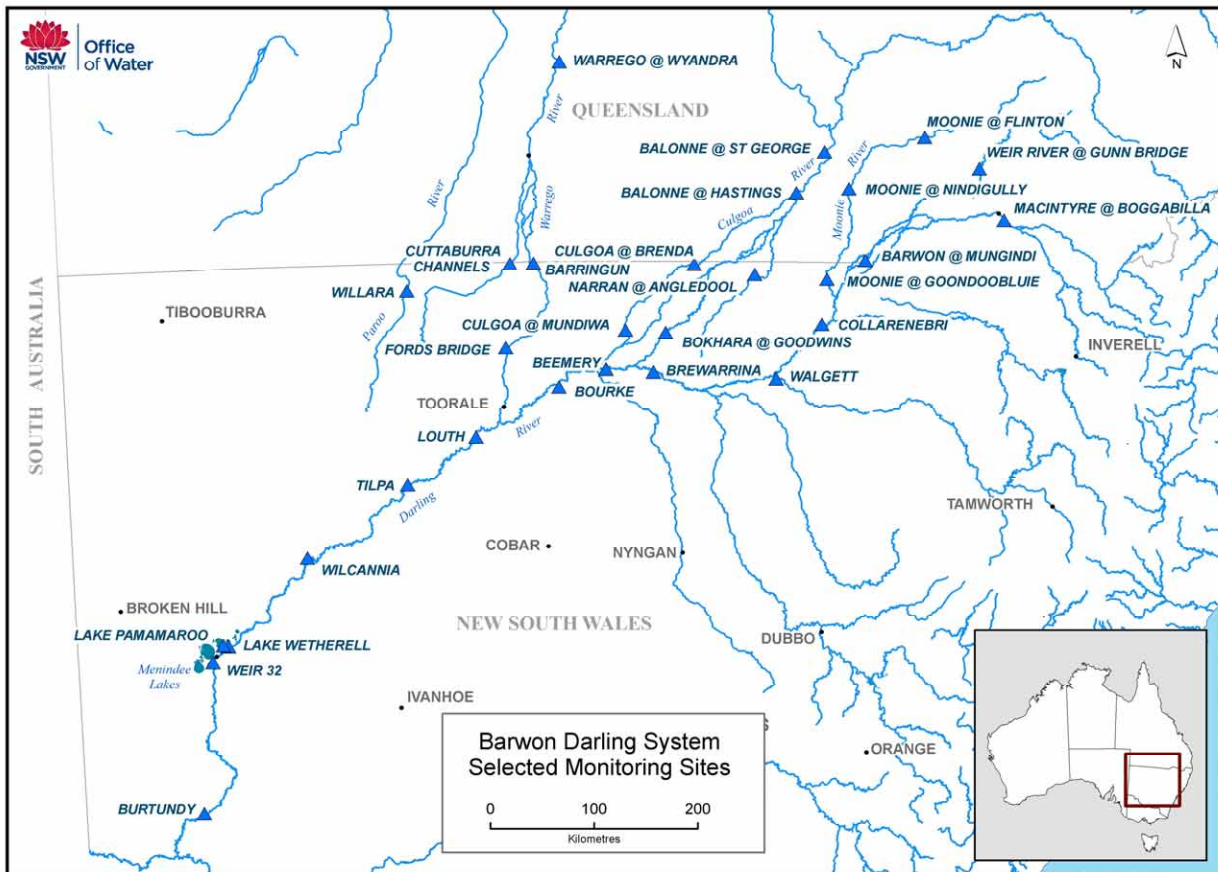 NSW
GOVERNMENT
Office
of Water
N
WARREGO @ WYANDRA
QUEENSLAND
River
MOONIE @ FLINTON
BALONNE @ ST GEORGE
River
WEIR RIVER @ GUNN BRIDGE
River
River
BALONNE @ HASTINGS
MOONIE @ NINDIGULLY
Warrego
Culgoa
Moonie
MACINTYRE @ BOGGABILLA
CUTTABURRA
CHANNELS
CULGOA @ BRENDA
BARWON @ MUNGINDI
BARRINGUN
NARRAN @ ANGLEDOOL
MOONIE @ GOONDOOBLUIE
WILLARA
TIBOOBURRA
Paroo
CULGOA @ MUNDIWA
COLLARENEBRI
BOKHARA @ GOODWINS
INVERELL
FORDS BRIDGE
BEEMERY
BREWARRINA
WALGETT
BOURKE
TOORALE
River
SOUTH AUSTRALIA
LOUTH
TILPA
Darling
TAMWORTH
COBAR
NYNGAN
WILCANNIA
BROKEN HILL
NEW SOUTH WALES
LAKE PAMAMAROO
LAKE WETHERELL
DUBBO
Menindee
Lakes
WEIR 32
IVANHOE
ORANGE
Barwon Darling System
Selected Monitoring Sites
0 100 200
Kilometres
BURTUNDY